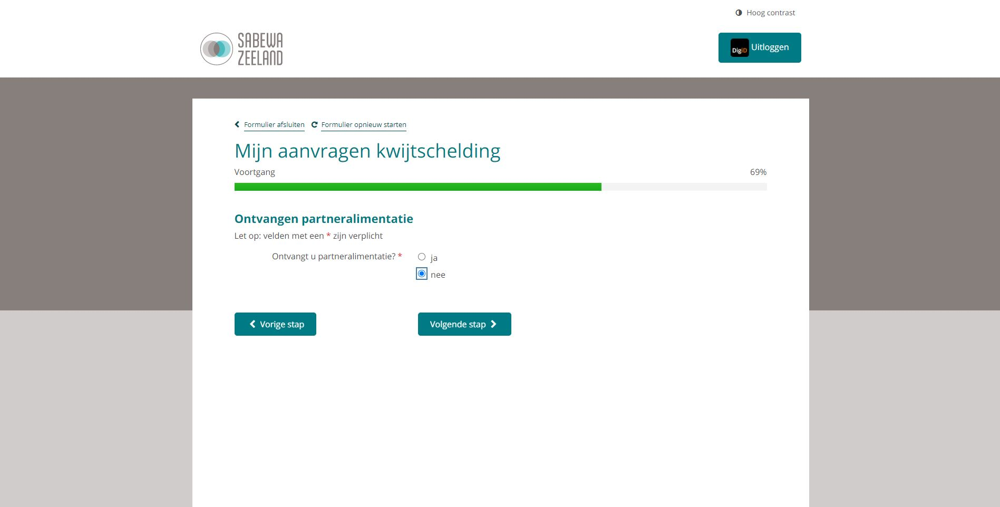 Hoog contrast
SABEWA
ZEELAND
DigiD Uitloggen
Formulier afsluiten Formulier opnieuw starten
Mijn aanvragen kwijtschelding
Voortgang 69%
Ontvangen partneralimentatie
Let op: velden met een * zijn verplicht
Ontvangt u partneralimentatie? * ja
nee
Vorige stap Volgende stap